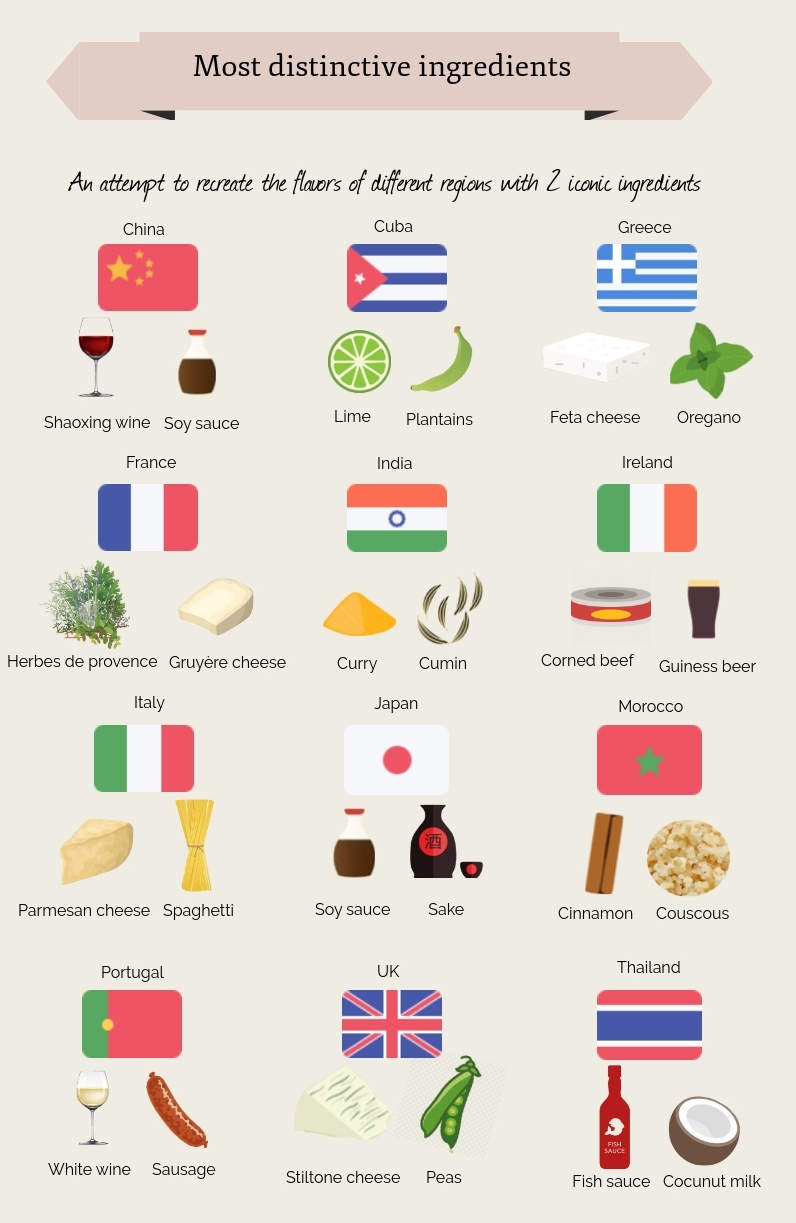 Most distinctive ingredients
An attempt to recreate the flavors of different regions with 2 iconic ingredients
China
Cuba
Greece
Shaoxing wine
Soy sauce
Lime
Plantains
Feta cheese
Oregano
France
India
Ireland
Herbes de provence
Gruyère cheese
Curry
Cumin
Corned beef
Guiness beer
Italy
Japan
Morocco
酒
Parmesan cheese
Spaghetti
Soy sauce
Sake
Cinnamon
Couscous
Portugal
UK
Thailand
FISH
SAUCE
White wine
Sausage
Stiltone cheese
Peas
Fish sauce
Cocunut milk